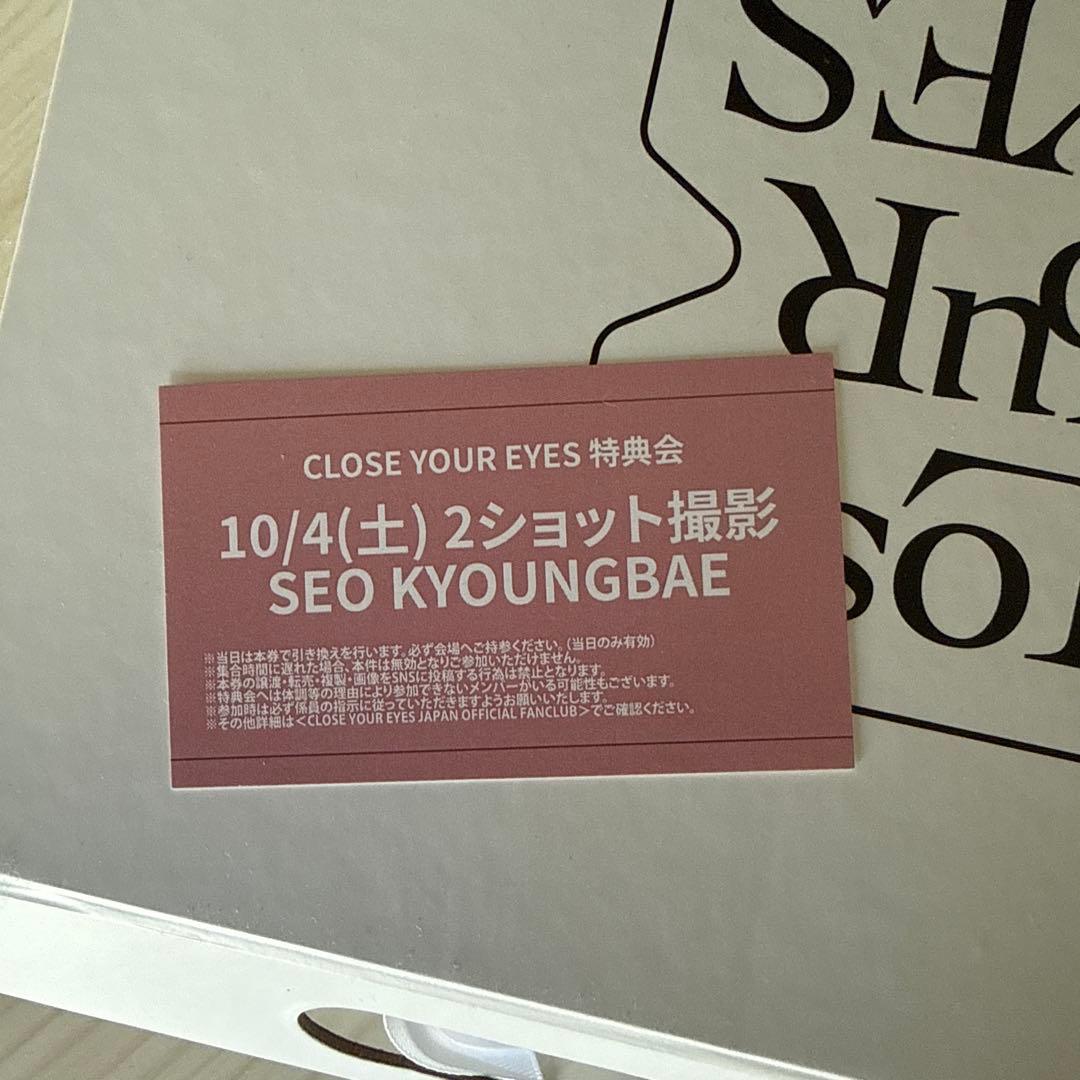 CLOSE YOUR EYES 特典会
10/4(土) 2ショット撮影
SEO KYOUNGBAE
※当日は本券で引き換えを行います。必ず会場へご持参ください。(当日のみ有効)
※集合時間に遅れた場合、本件は無効となりご参加いただけません。
※本券の譲渡・転売・複製・画像をSNSに投稿する行為は禁止となります。
※特典会へは体調等の理由により参加できないメンバーがいる可能性もございます。
※参加時は必ず係員の指示に従っていただきますようお願いいたします。
※その他詳細は<CLOSE YOUR EYES JAPAN OFFICIAL FANCLUB>でご確認ください。